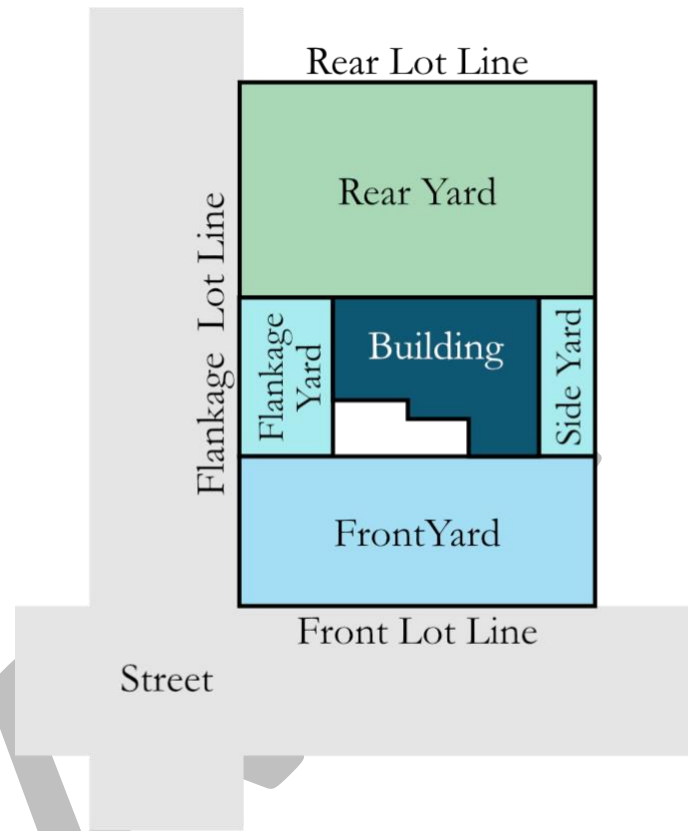 Rear Lot Line
Rear Yard
Flankage Lot Line
Flankage
Yard
Building
Side Yard
FrontYard
Front Lot Line
Street